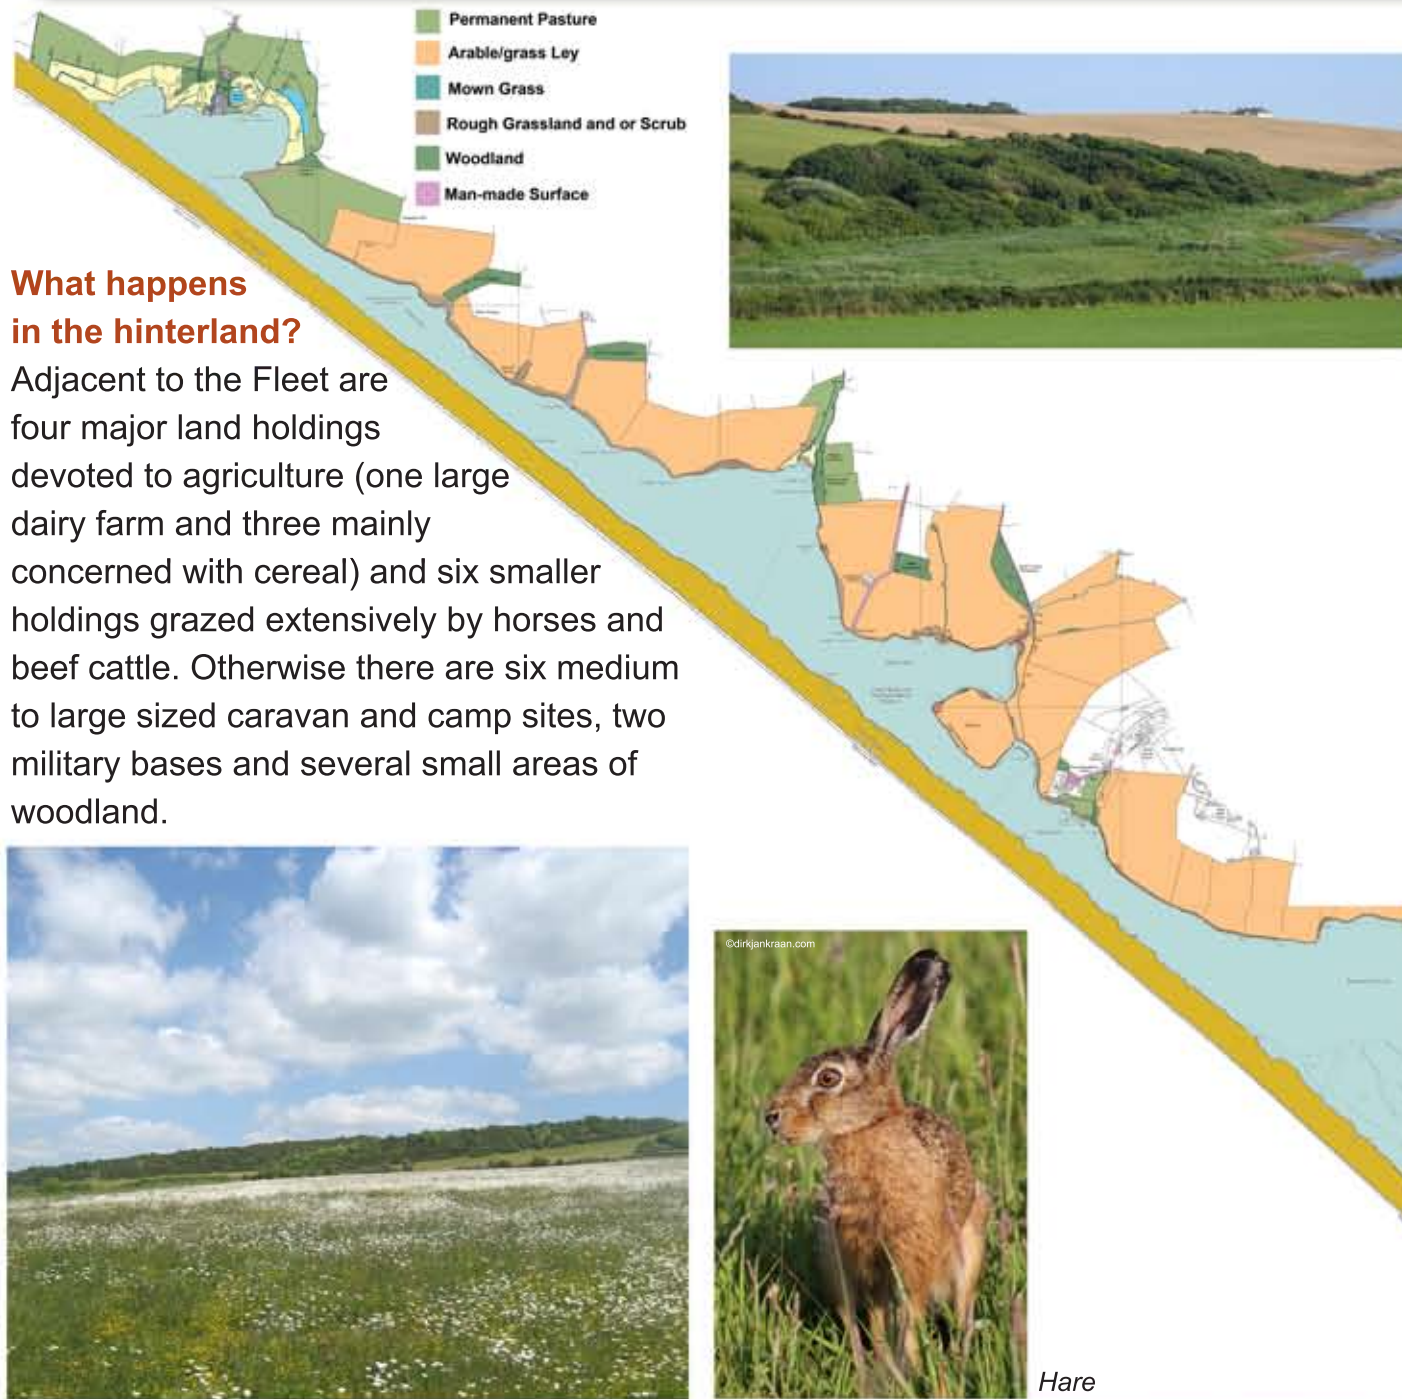 Permanent Pasture
Arable/grass Ley
Mown Grass
Rough Grassland and or Scrub
Woodland
Man-made Surface
What happens
in the hinterland?
Adjacent to the Fleet are
four major land holdings
devoted to agriculture (one large
dairy farm and three mainly
concerned with cereal) and six smaller
holdings grazed extensively by horses and
beef cattle. Otherwise there are six medium
to large sized caravan and camp sites, two
military bases and several small areas of
woodland.
©dirkjankraan.com
Hare